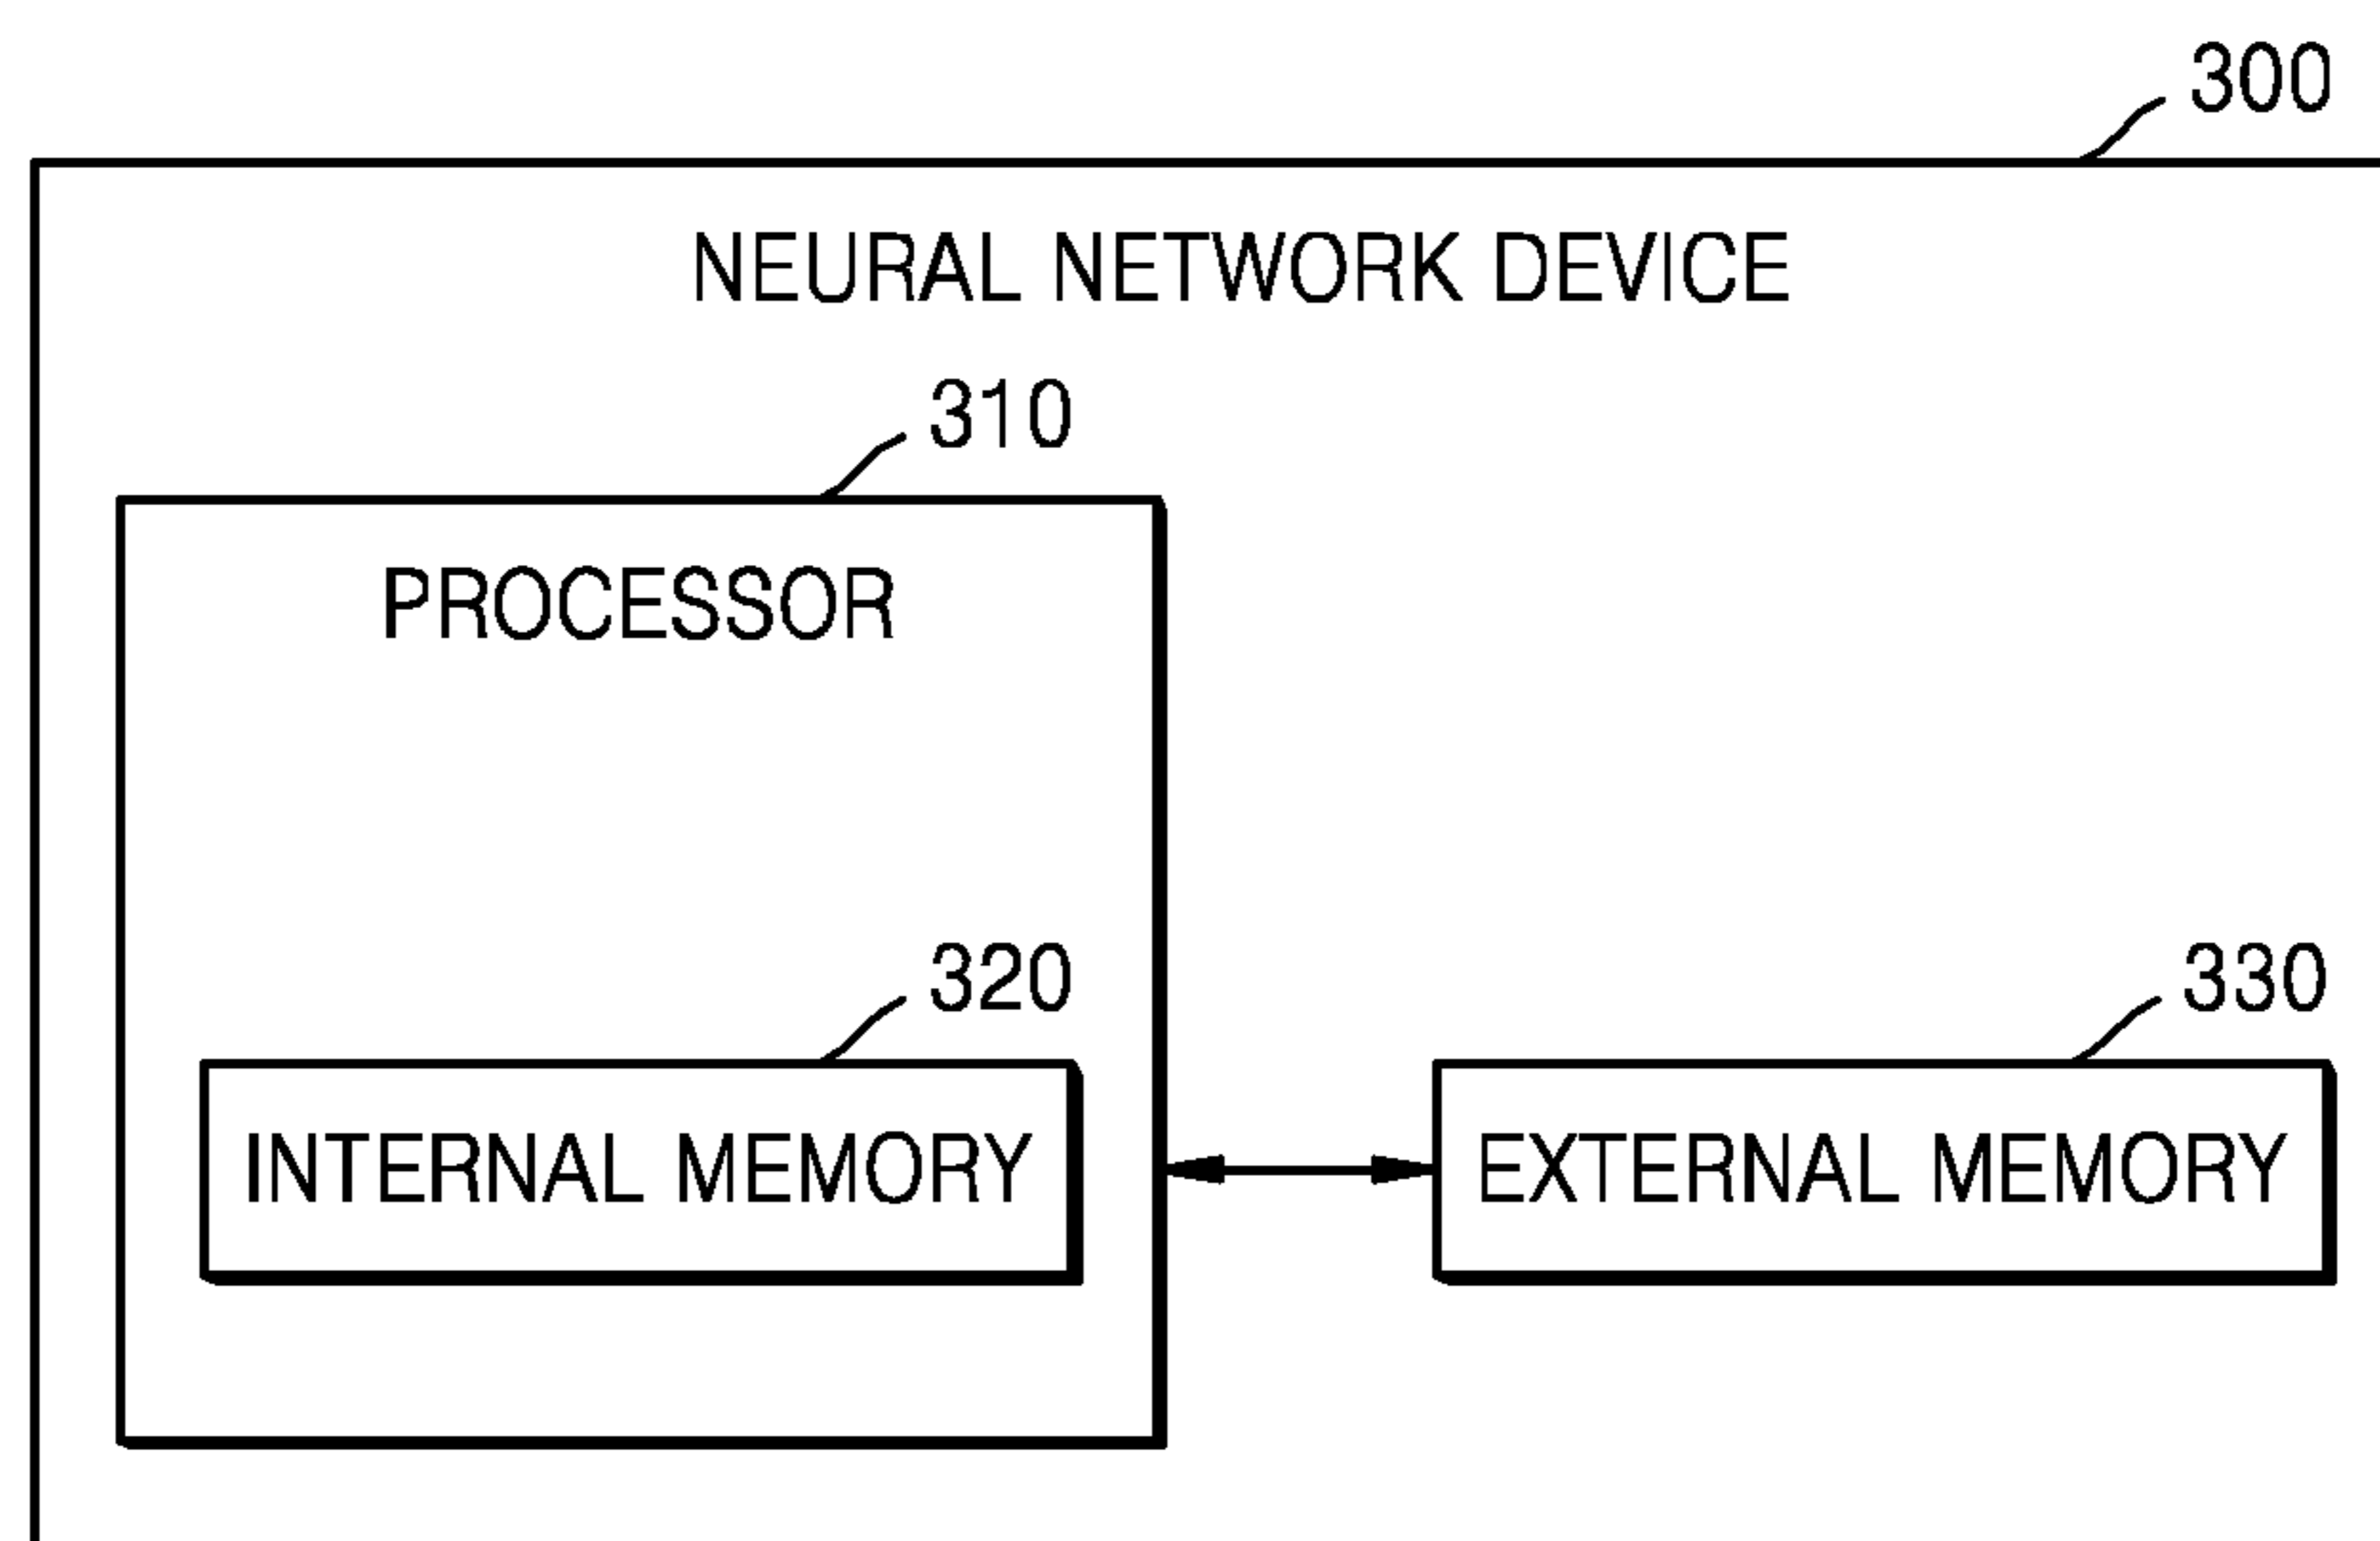 300
NEURAL NETWORK DEVICE
310
PROCESSOR
320
330
INTERNAL MEMORY
EXTERNAL MEMORY